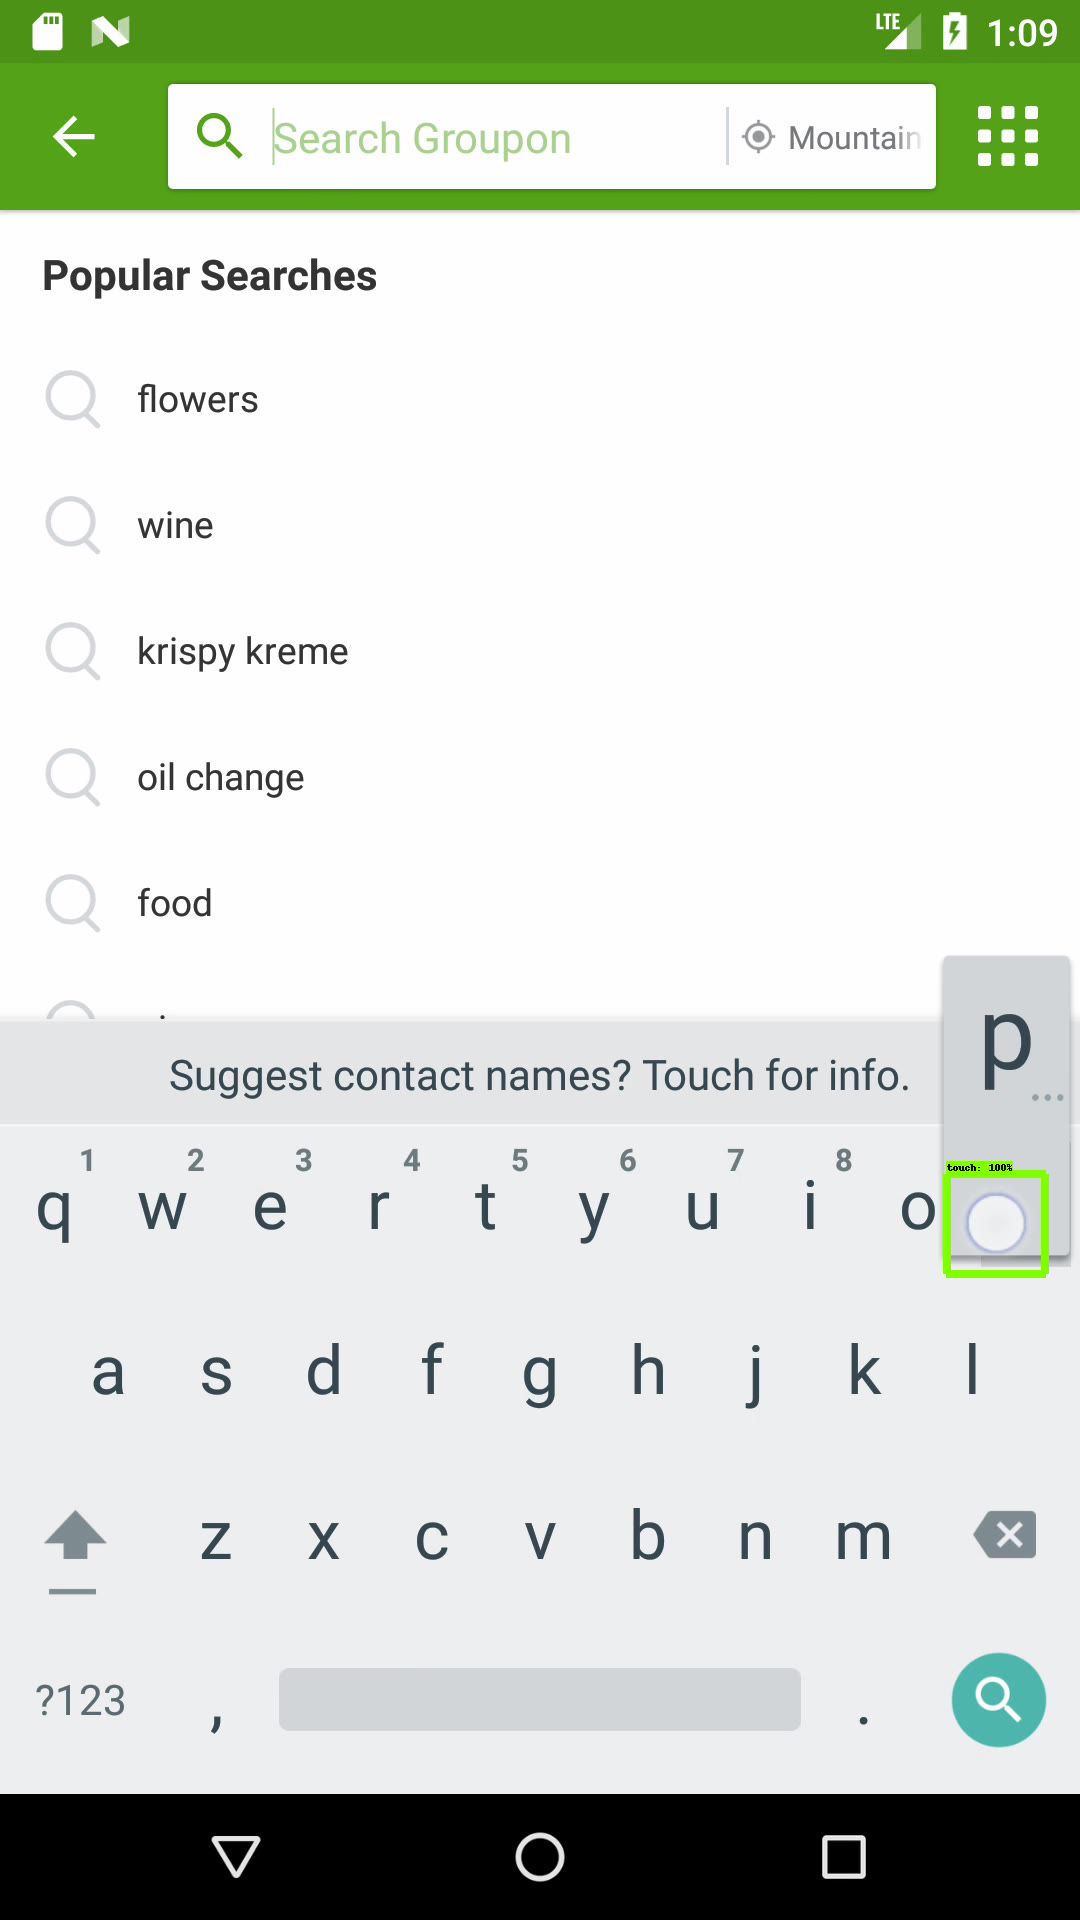 LTE 1:09
Search Groupon Mountain
Popular Searches
flowers
wine
krispy kreme
oil change
food
p
...
Suggest contact names? Touch for info.
1 2 3 4 5 6 7 8
q w e r t y u i o
touch: 100%
a s d f g h j k l
z x c v b n m
?123 , .